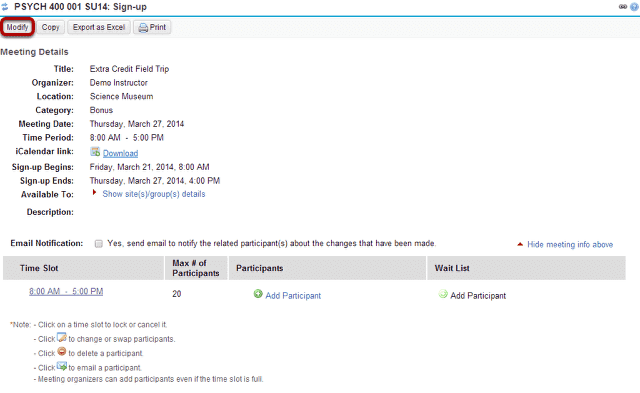 PSYCH 400 001 SU14: Sign-up
Modify Copy Export as Excel Print
Meeting Details
Title: Extra Credit Field Trip
Organizer: Demo Instructor
Location: Science Museum
Category: Bonus
Meeting Date: Thursday, March 27, 2014
Time Period: 8:00 AM - 5:00 PM
iCalendar link: Download
Sign-up Begins: Friday, March 21, 2014, 8:00 AM
Sign-up Ends: Thursday, March 27, 2014, 4:00 PM
Available To: Show site(s)/group(s) details
Description:
Email Notification: Yes, send email to notify the related participant(s) about the changes that have been made. Hide meeting info above
Time Slot Max # of Participants Participants Wait List
8:00 AM - 5:00 PM 20 Add Participant Add Participant
*Note: - Click on a time slot to lock or cancel it.
- Click to change or swap participants.
- Click to delete a participant.
- Click to email a participant.
- Meeting organizers can add participants even if the time slot is full.